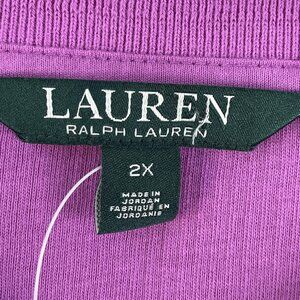 LAUREN
RALPH LAUREN
2X
MADE IN
JORDAN
FABRIQUÉ EN
JORDANIE